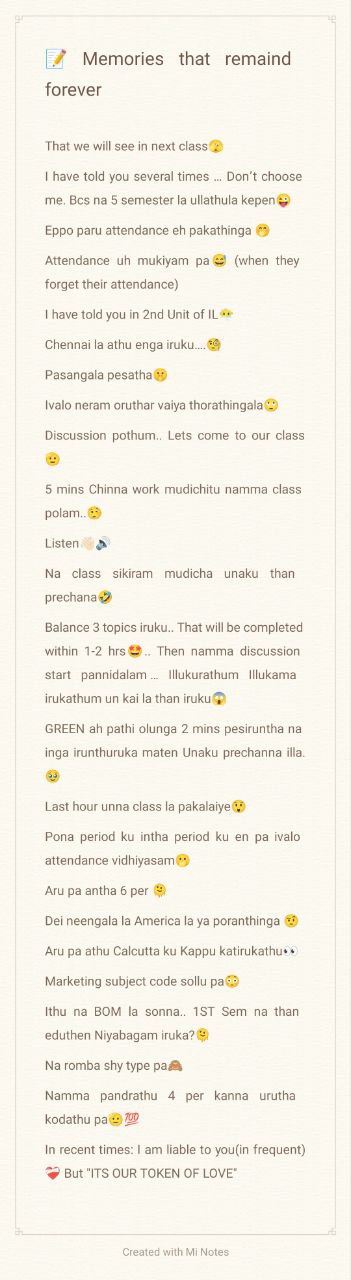 📝 Memories that remaind
forever
That we will see in next class🫣
I have told you several times ... Don't choose
me. Bcs na 5 semester la ullathula kepen😜
Eppo paru attendance eh pakathinga 🤭
Attendance uh mukiyam pa😅 (when they
forget their attendance)
I have told you in 2nd Unit of IL😶‍🌫️
Chennai la athu enga iruku....🧐
Pasangala pesatha🤫
Ivalo neram oruthar vaiya thorathingala🙄
Discussion pothum.. Lets come to our class
😐
5 mins Chinna work mudichitu namma class
polam..🤨
Listen👋🏻🔊
Na class sikiram mudicha unaku than
prechana🤣
Balance 3 topics iruku.. That will be completed
within 1-2 hrs🤩.. Then namma discussion
start pannidalam ... Illukurathum Illukama
irukathum un kai la than iruku😱
GREEN ah pathi olunga 2 mins pesiruntha na
inga irunthuruka maten Unaku prechanna illa.
🥹
Last hour unna class la pakalaiye😲
Pona period ku intha period ku en pa ivalo
attendance vidhiyasam🫢
Aru pa antha 6 per 🫠
Dei neengala la America la ya poranthinga 🤨
Aru pa athu Calcutta ku Kappu katirukathu👀
Marketing subject code sollu pa😳
Ithu na BOM la sonna.. 1ST Sem na than
eduthen Niyabagam iruka?🫠
Na romba shy type pa🙈
Namma pandrathu 4 per kanna urutha
kodathu pa🫡💯
In recent times: I am liable to you(in frequent)
❤️‍🩹 But "ITS OUR TOKEN OF LOVE"
Created with Mi Notes